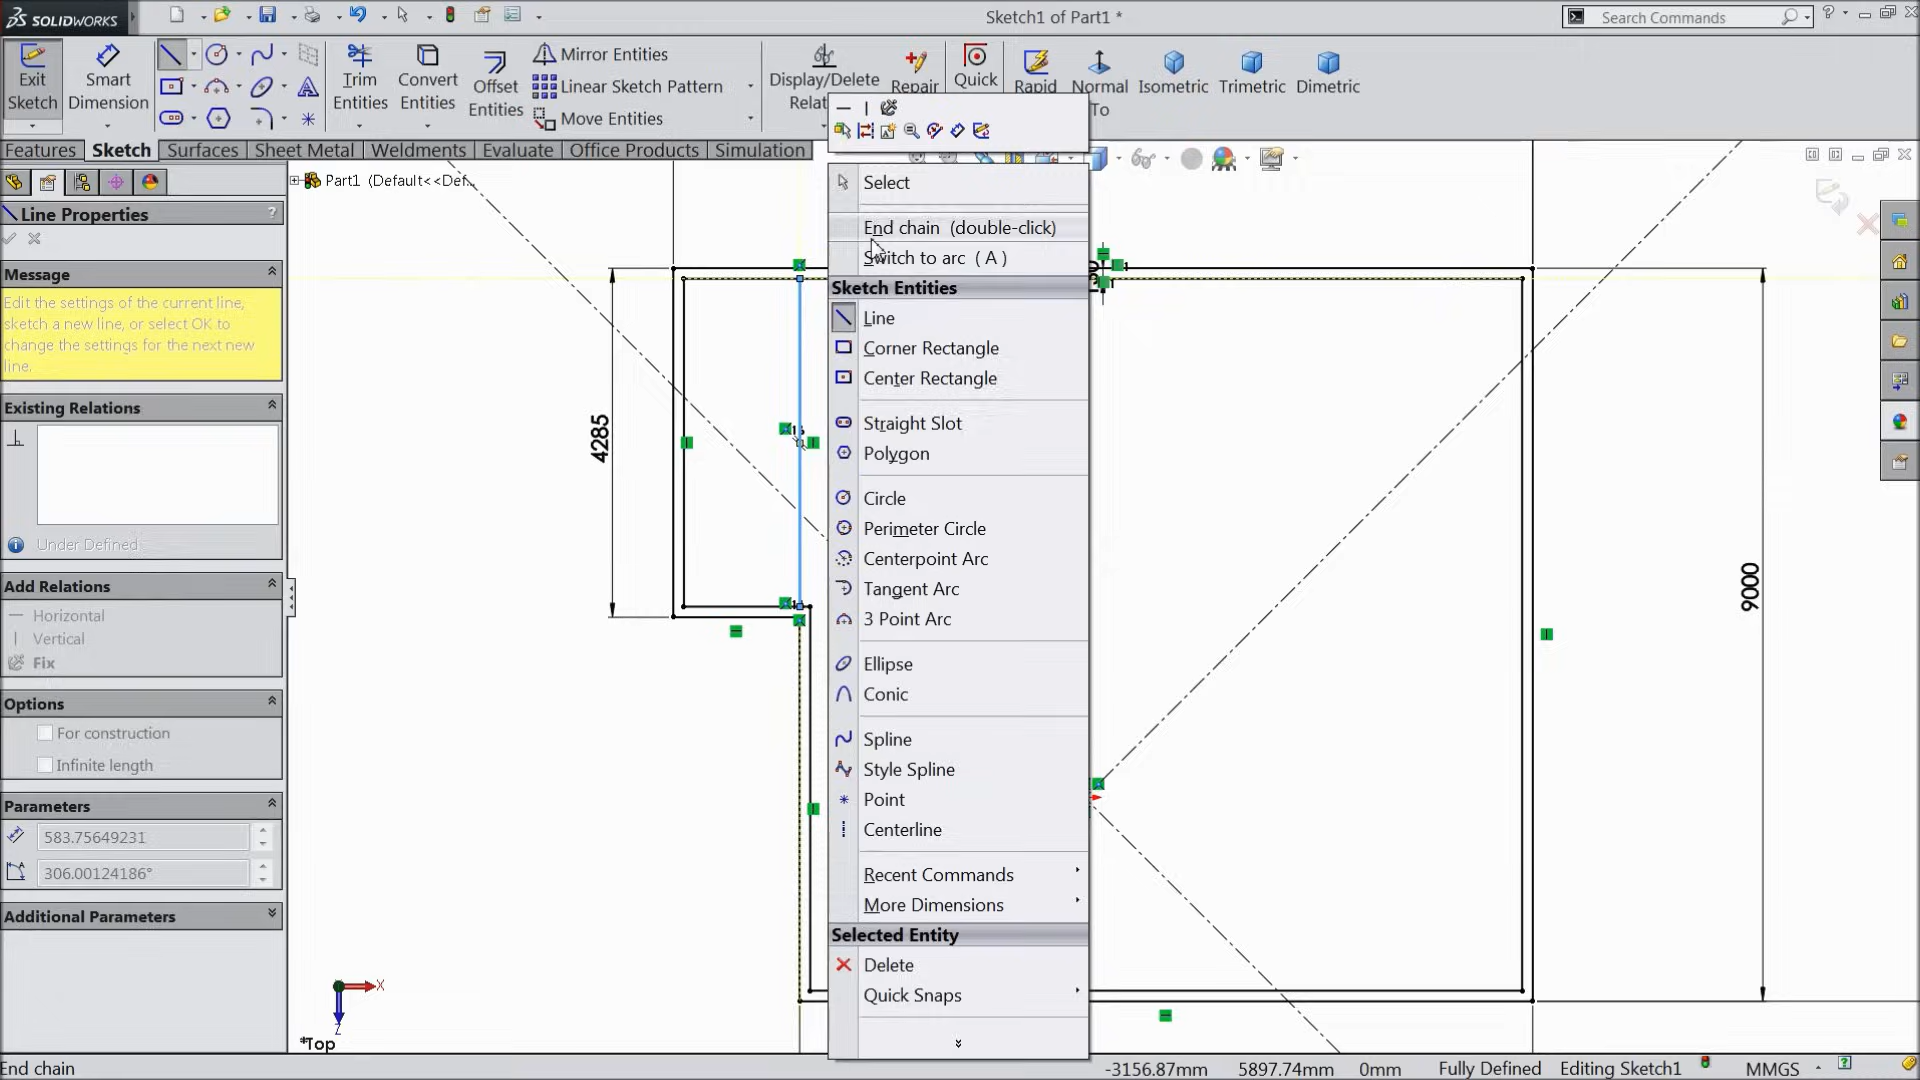 SOLIDWORKS
Sketch1 of Part1 *
Search Commands
Exit Sketch
Smart Dimension
Trim Entities
Convert Entities
Offset Entities
Mirror Entities
Linear Sketch Pattern
Move Entities
Display/Delete
Rela
Repair
Quick
Rapid
Normal To
Isometric
Trimetric
Dimetric
Features
Sketch
Surfaces
Sheet Metal
Weldments
Evaluate
Office Products
Simulation
Part1 (Default<<Def...
Line Properties
?
Message
Edit the settings of the current line,
sketch a new line, or select OK to
change the settings for the next new
line.
Existing Relations
Under Defined
Add Relations
Horizontal
Vertical
Fix
Options
For construction
Infinite length
Parameters
583.75649231
306.00124186°
Additional Parameters
Select
End chain (double-click)
Switch to arc ( A )
Sketch Entities
Line
Corner Rectangle
Center Rectangle
Straight Slot
Polygon
Circle
Perimeter Circle
Centerpoint Arc
Tangent Arc
3 Point Arc
Ellipse
Conic
Spline
Style Spline
Point
Centerline
Recent Commands
More Dimensions
Selected Entity
Delete
Quick Snaps
4285
9000
X
Z
*Top
End chain
-3156.87mm
5897.74mm
0mm
Fully Defined
Editing Sketch1
MMGS